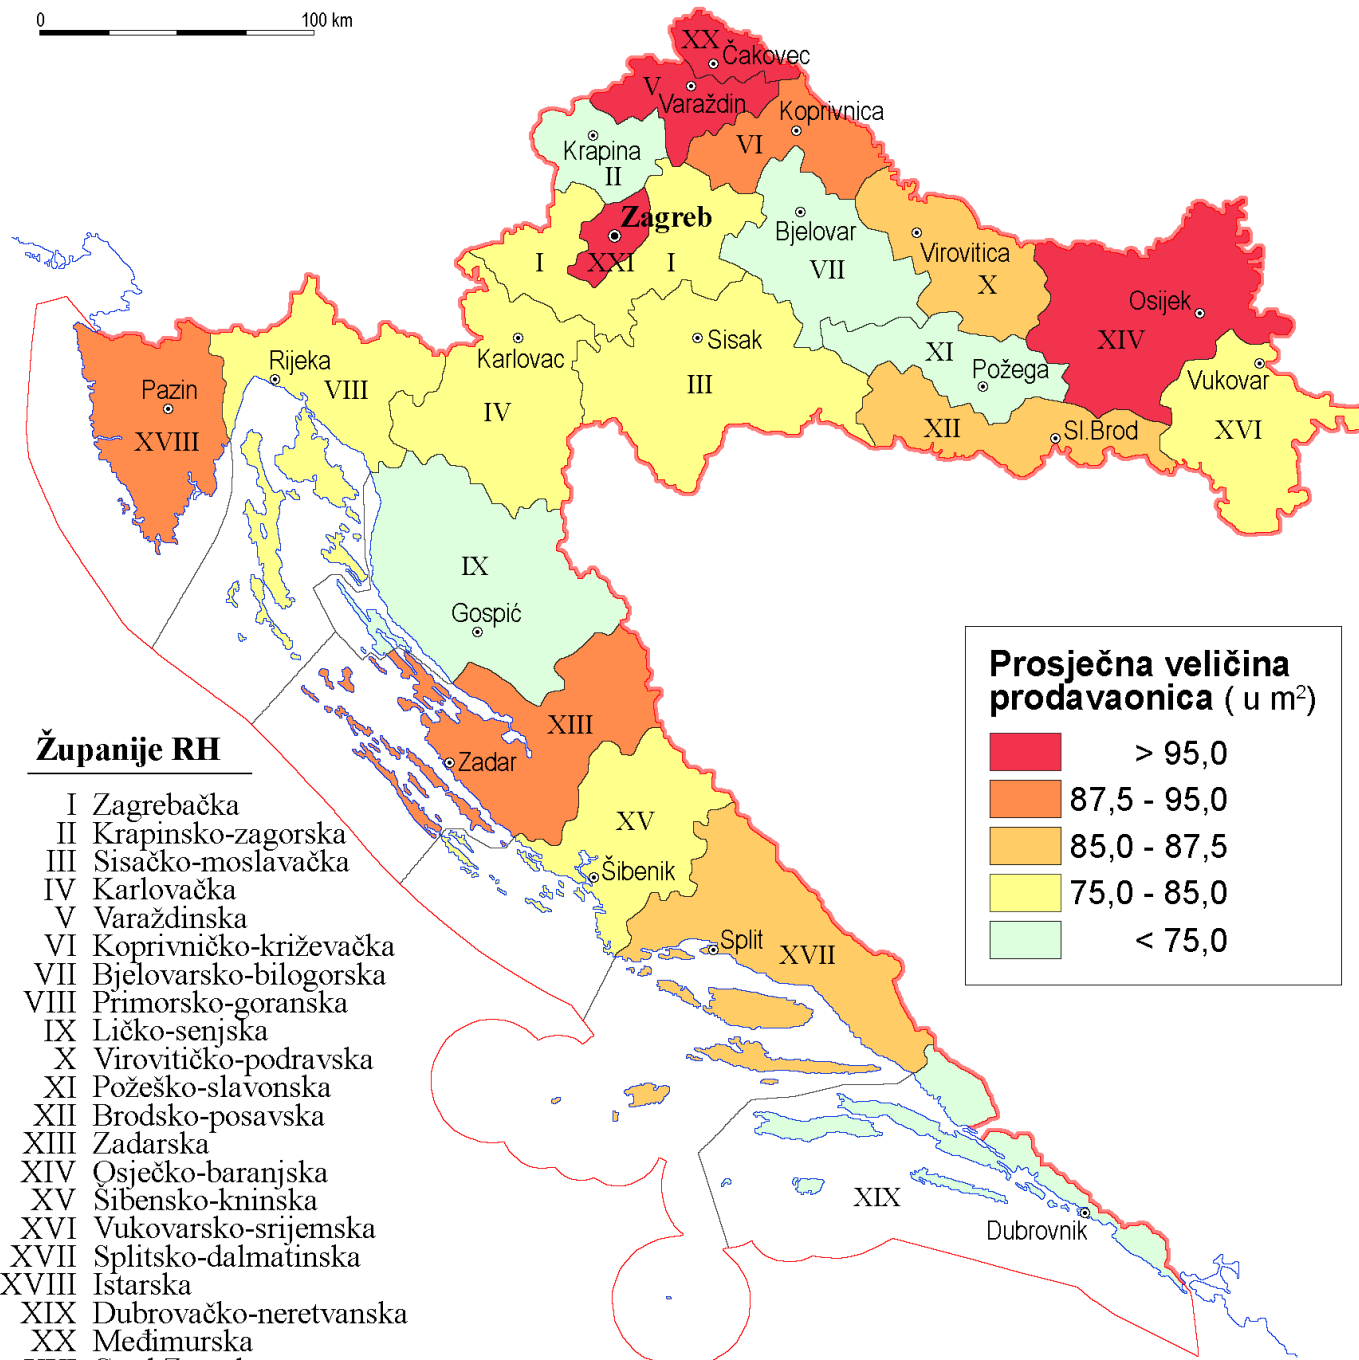 0 100 km
XX
Čakovec
V
Varaždin
Koprivnica
VI
Krapina
II
Zagreb
I XXI I
Bjelovar
VII
Virovitica
X
Osijek
XIV
Sisak
III
Karlovac
IV
Rijeka
VIII
Pazin
XVIII
XI
Požega
Vukovar
XVI
XII
Sl.Brod
IX
Gospić
XIII
Zadar
XV
Šibenik
Split
XVII
XIX
Dubrovnik
Prosječna veličina
prodavaonica ( u m²)
> 95,0
87,5 - 95,0
85,0 - 87,5
75,0 - 85,0
< 75,0
Županije RH
I Zagrebačka
II Krapinsko-zagorska
III Sisačko-moslavačka
IV Karlovačka
V Varaždinska
VI Koprivničko-križevačka
VII Bjelovarsko-bilogorska
VIII Primorsko-goranska
IX Ličko-senjska
X Virovitičko-podravska
XI Požeško-slavonska
XII Brodsko-posavska
XIII Zadarska
XIV Osječko-baranjska
XV Šibensko-kninska
XVI Vukovarsko-srijemska
XVII Splitsko-dalmatinska
XVIII Istarska
XIX Dubrovačko-neretvanska
XX Međimurska